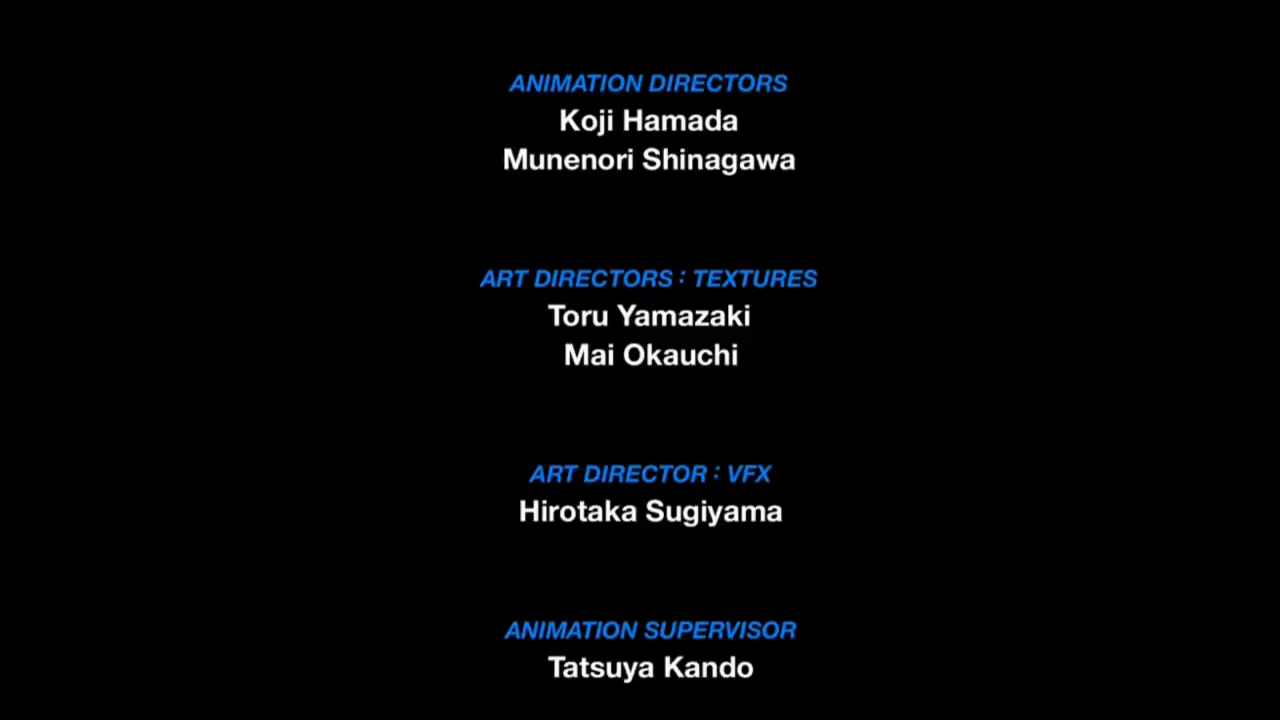 ANIMATION DIRECTORS
Koji Hamada
Munenori Shinagawa
ART DIRECTORS : TEXTURES
Toru Yamazaki
Mai Okauchi
ART DIRECTOR : VFX
Hirotaka Sugiyama
ANIMATION SUPERVISOR
Tatsuya Kando